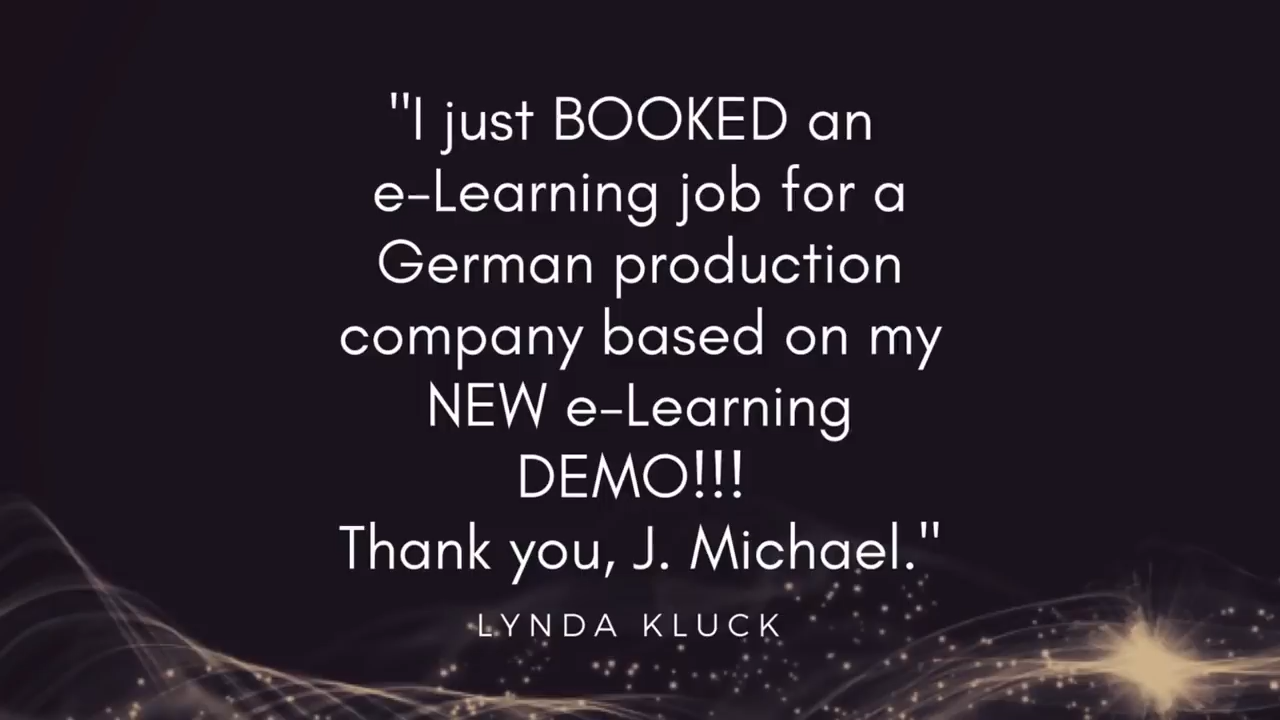 "I just BOOKED an
e-Learning job for a
German production
company based on my
NEW e-Learning
DEMO!!!
Thank you, J. Michael."
LYNDA KLUCK